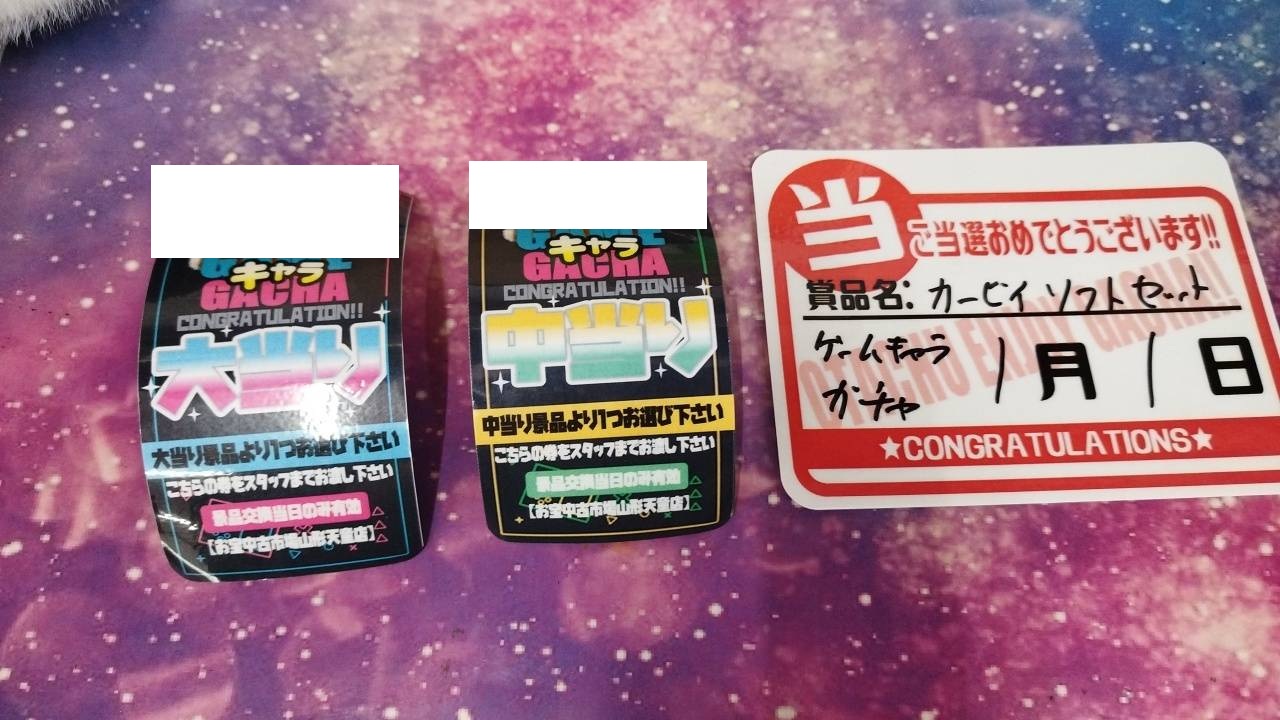 GAME
キャラ
GACHA
CONGRATULATION!!
大当り
大当り景品より1つお選び下さい
こちらの券をスタッフまでお渡し下さい
景品交換当日のみ有効
【お宝中古市場山形天童店】
GAME
キャラ
GACHA
CONGRATULATION!!
中当り
中当り景品より1つお選び下さい
こちらの券をスタッフまでお渡し下さい
景品交換当日のみ有効
【お宝中古市場山形天童店】
当
ご当選おめでとうございます!!
賞品名: カービィ ソフトセット
ゲームキャラ
ガチャ
1月1日
OTACHU ENJOY GACHA!!
★CONGRATULATIONS★